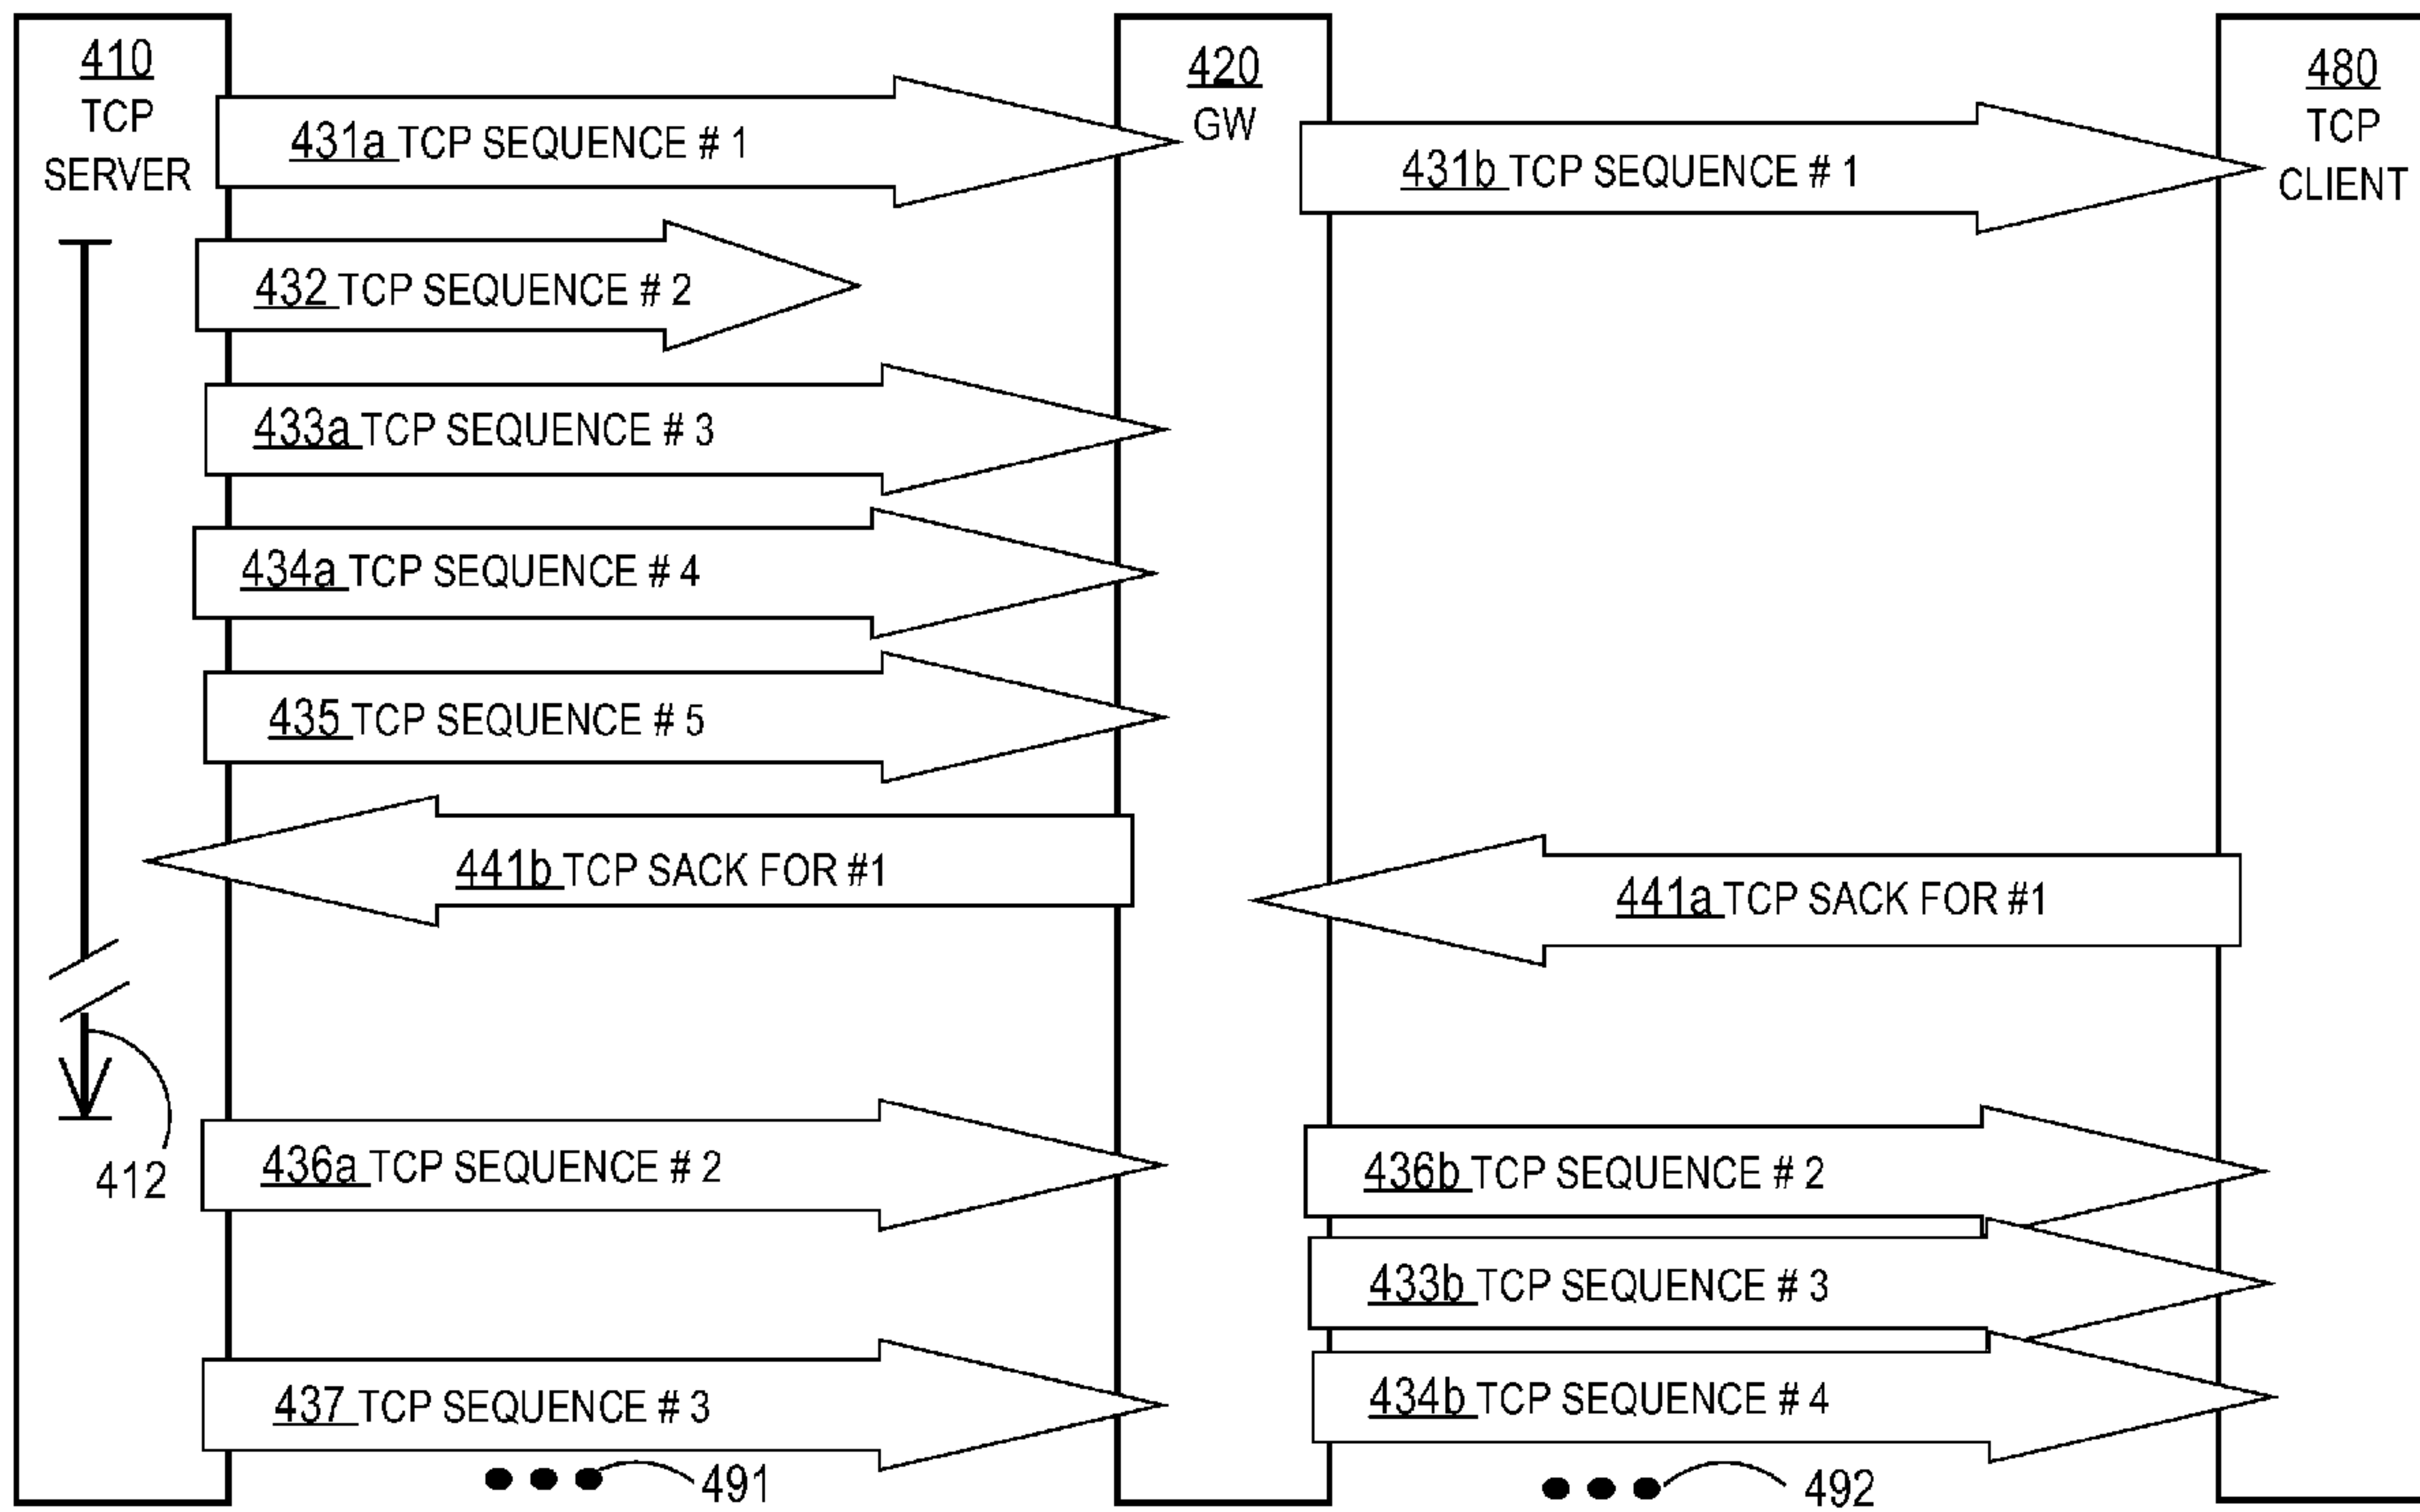 410
TCP
SERVER
420
GW
480
TCP
CLIENT
431a TCP SEQUENCE # 1
431b TCP SEQUENCE # 1
432 TCP SEQUENCE # 2
433a TCP SEQUENCE # 3
434a TCP SEQUENCE # 4
435 TCP SEQUENCE # 5
441b TCP SACK FOR #1
441a TCP SACK FOR #1
412
436a TCP SEQUENCE # 2
436b TCP SEQUENCE # 2
433b TCP SEQUENCE # 3
437 TCP SEQUENCE # 3
434b TCP SEQUENCE # 4
491
492